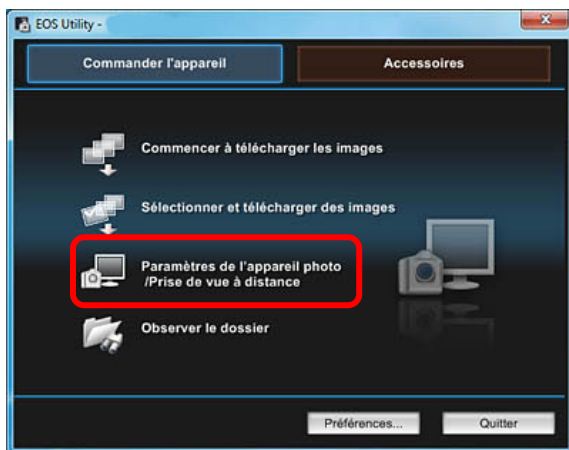 EOS Utility -
Commander l'appareil
Accessoires
Commencer à télécharger les images
Sélectionner et télécharger des images
Paramètres de l'appareil photo
/Prise de vue à distance
Observer le dossier
Préférences...
Quitter